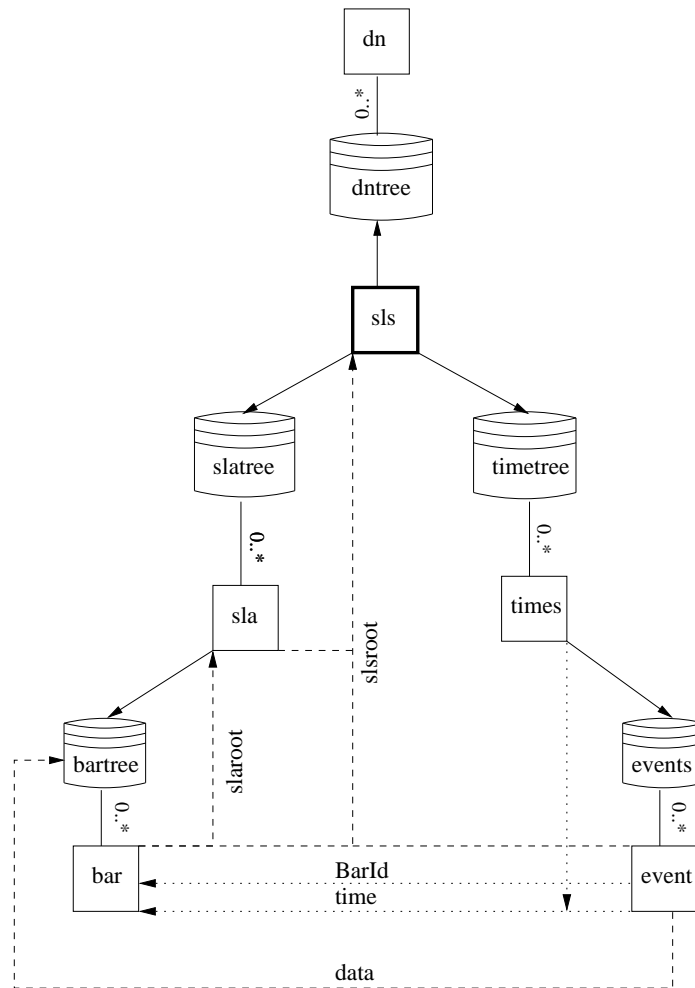 dn
0..*
dntree
sls
slatree
timetree
0..*
0..*
sla
times
slsroot
slaroot
bartree
events
0..*
0..*
bar
BarId
event
time
data